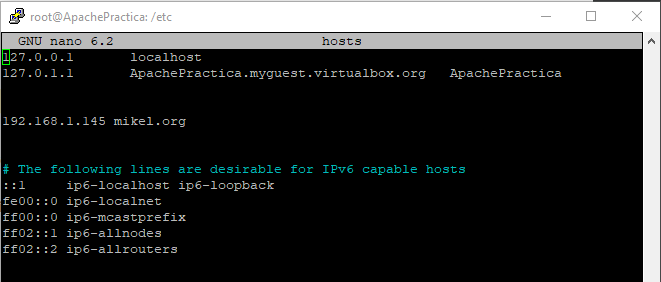 root@ApachePractica: /etc
GNU nano 6.2 hosts
127.0.0.1 localhost
127.0.1.1 ApachePractica.myguest.virtualbox.org ApachePractica
192.168.1.145 mikel.org
# The following lines are desirable for IPv6 capable hosts
::1 ip6-localhost ip6-loopback
fe00::0 ip6-localnet
ff00::0 ip6-mcastprefix
ff02::1 ip6-allnodes
ff02::2 ip6-allrouters